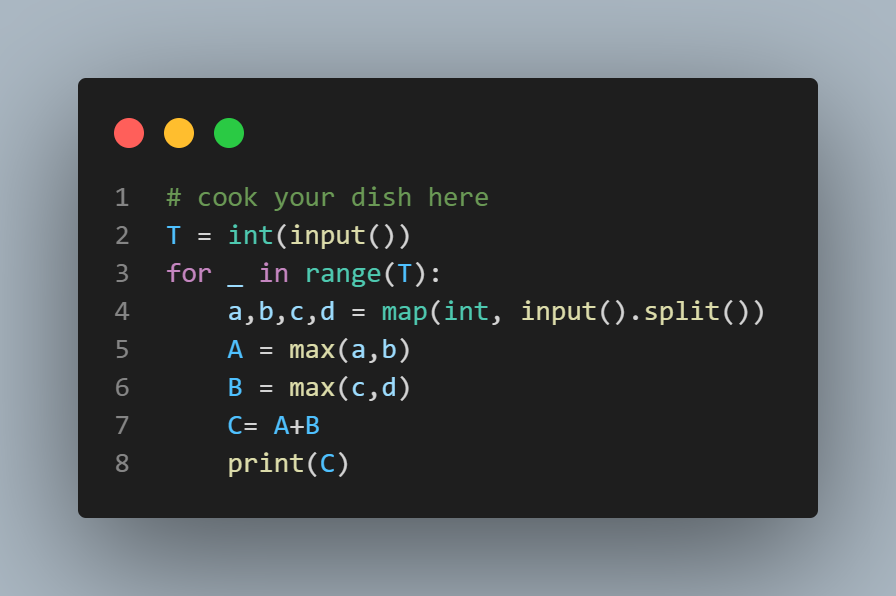 1 # cook your dish here
2 T = int(input())
3 for _ in range(T):
4     a,b,c,d = map(int, input().split())
5     A = max(a,b)
6     B = max(c,d)
7     C= A+B
8     print(C)